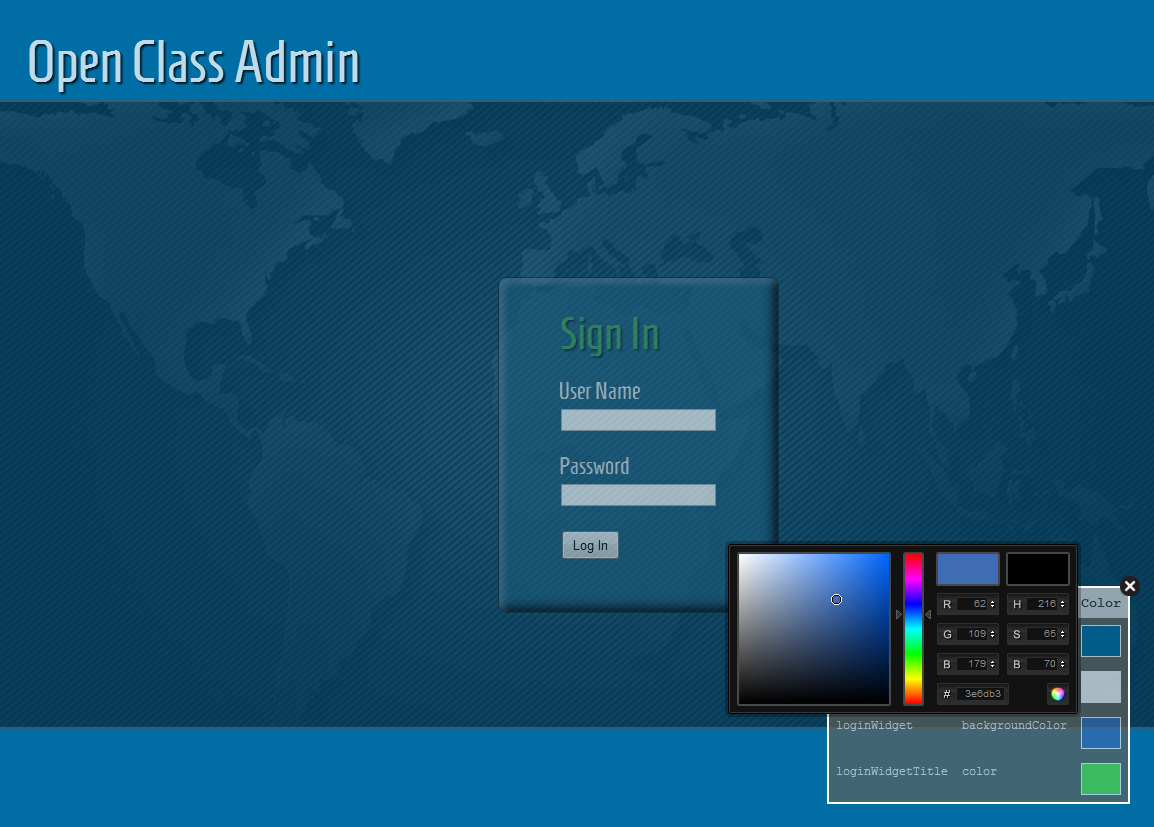 Open Class Admin
Sign In
User Name
Password
Log In
R 62 H 216
G 109 S 65
B 179 B 70
# 3e6db3
Color
loginWidget backgroundColor
loginWidgetTitle color